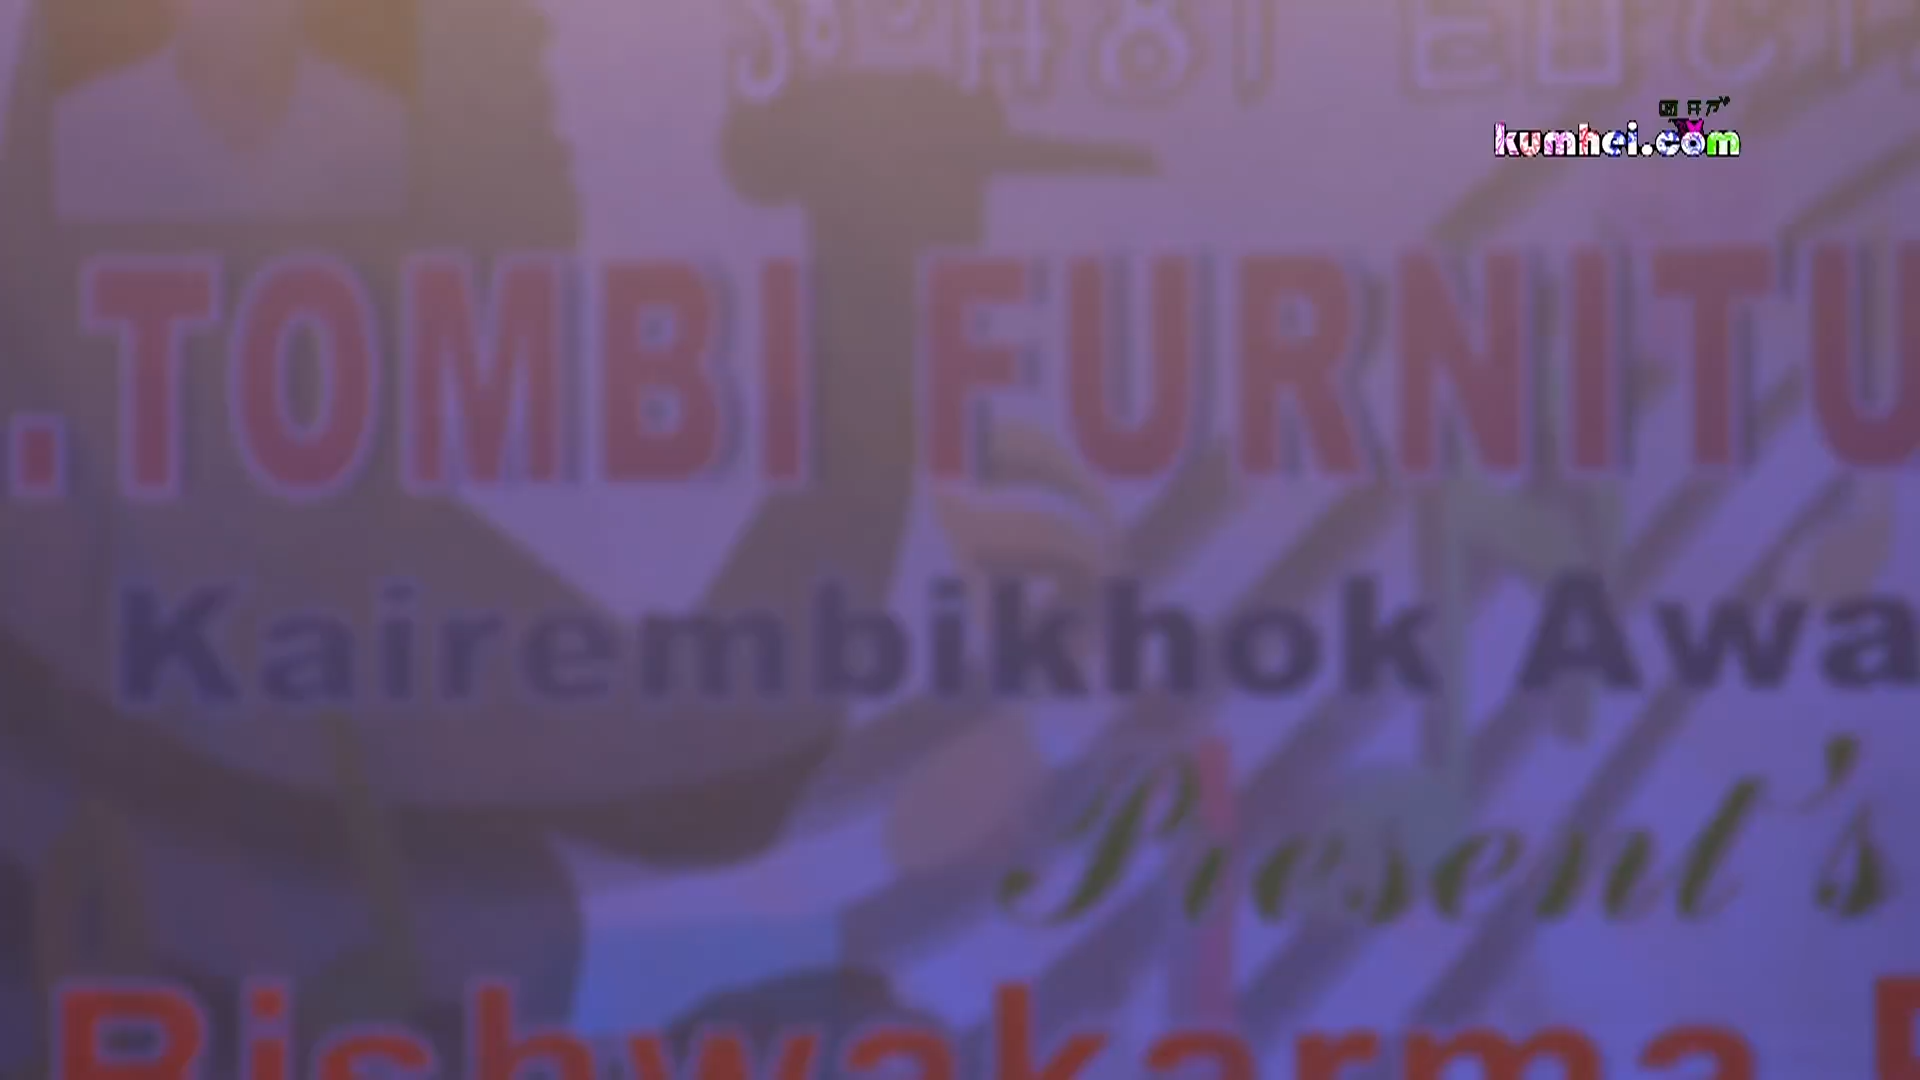 kumhei.com
.TOMBI FURNITU
Kairembikhok Awa
Present's
Bishwakarma